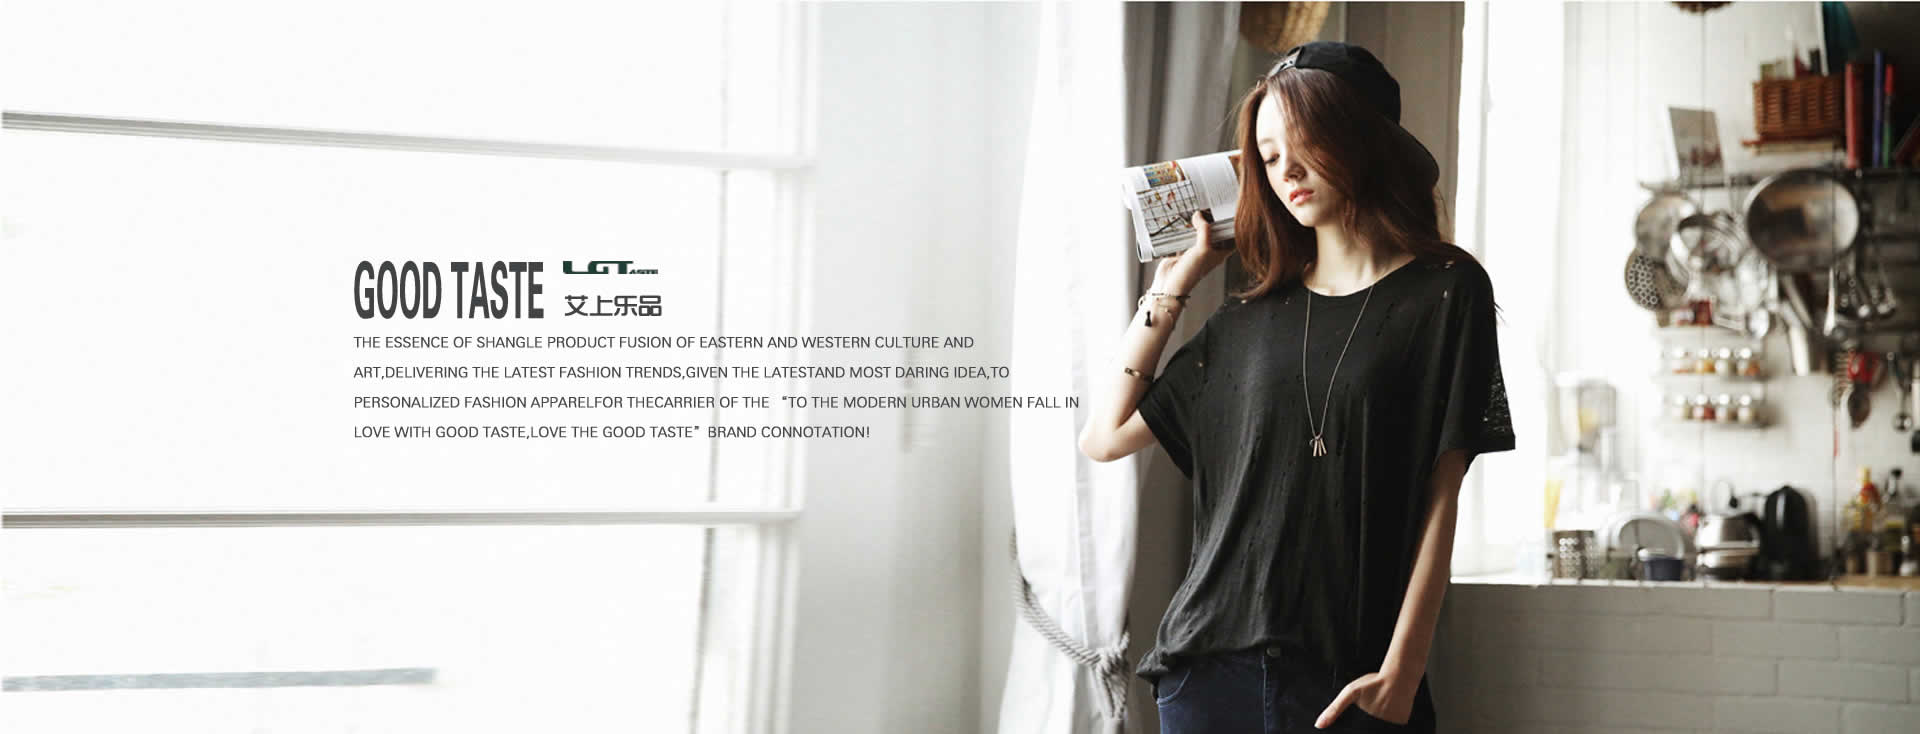 GOOD TASTE LGTASTE
艾上乐品
THE ESSENCE OF SHANGLE PRODUCT FUSION OF EASTERN AND WESTERN CULTURE AND
ART,DELIVERING THE LATEST FASHION TRENDS,GIVEN THE LATESTAND MOST DARING IDEA,TO
PERSONALIZED FASHION APPARELFOR THECARRIER OF THE “TO THE MODERN URBAN WOMEN FALL IN
LOVE WITH GOOD TASTE,LOVE THE GOOD TASTE” BRAND CONNOTATION!